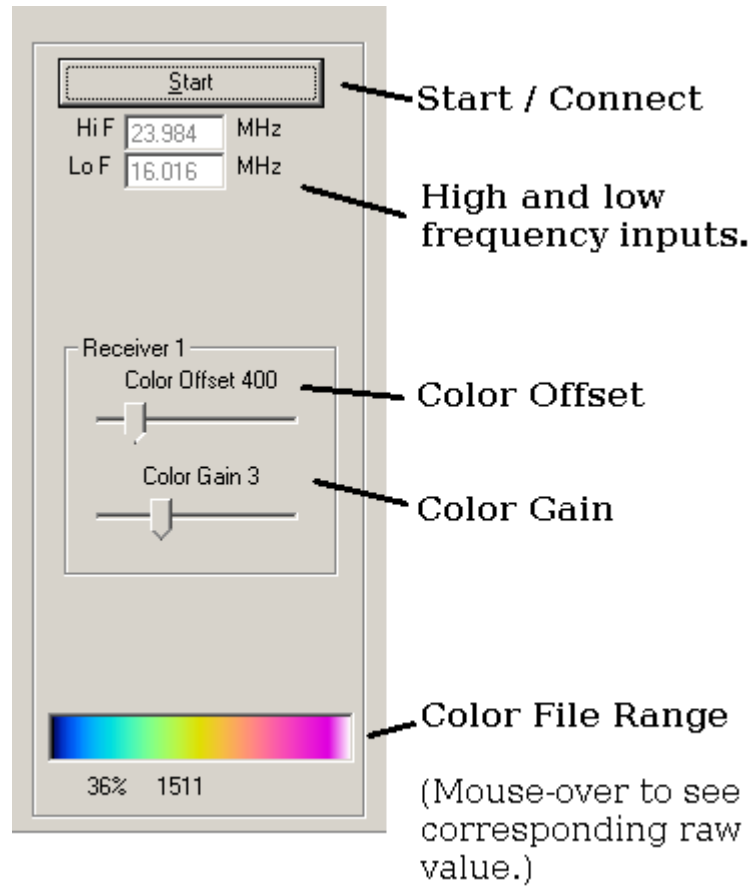 Start
Start / Connect
Hi F 23.984 MHz
Lo F 16.016 MHz
High and low
frequency inputs.
Receiver 1
Color Offset 400
Color Offset
Color Gain 3
Color Gain
Color File Range
36% 1511
(Mouse-over to see
corresponding raw
value.)